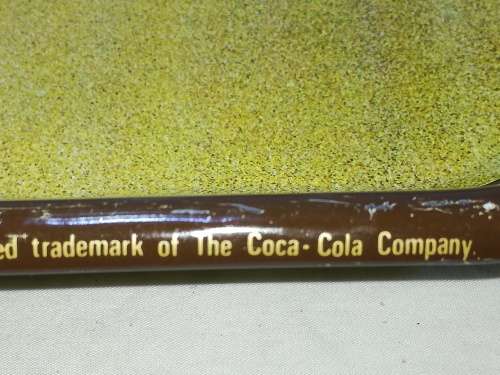 ed trademark of The Coca-Cola Company